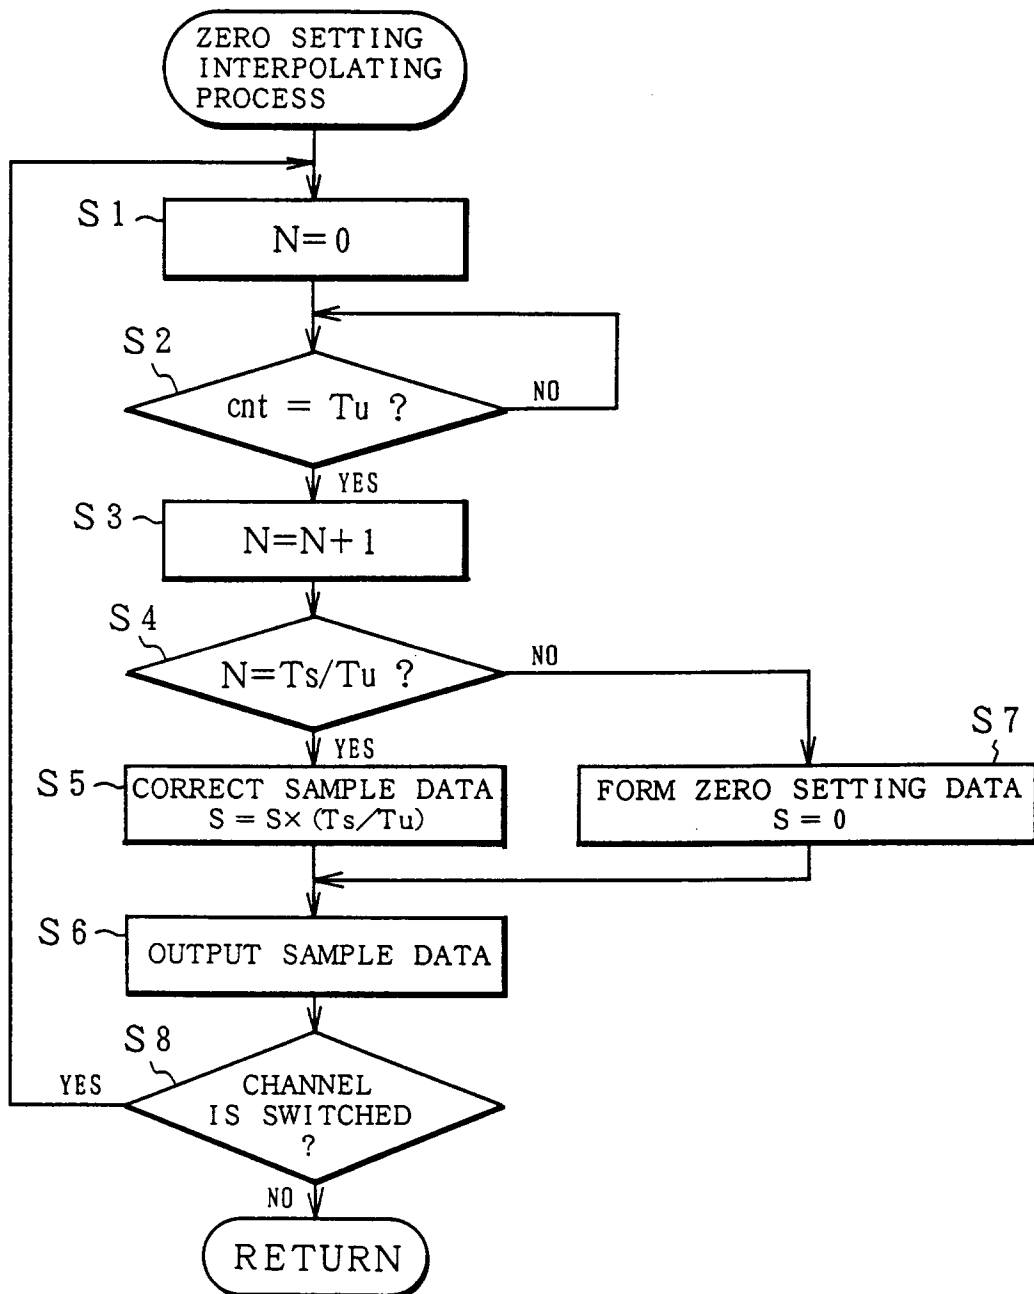 ZERO SETTING
INTERPOLATING
PROCESS
S1
N=0
S2
cnt = Tu ?
NO
YES
S3
N=N+1
S4
N=Ts/Tu ?
NO
YES
S5
CORRECT SAMPLE DATA
S = S× (Ts/Tu)
S7
FORM ZERO SETTING DATA
S = 0
S6
OUTPUT SAMPLE DATA
S8
YES
CHANNEL
IS SWITCHED
?
NO
RETURN